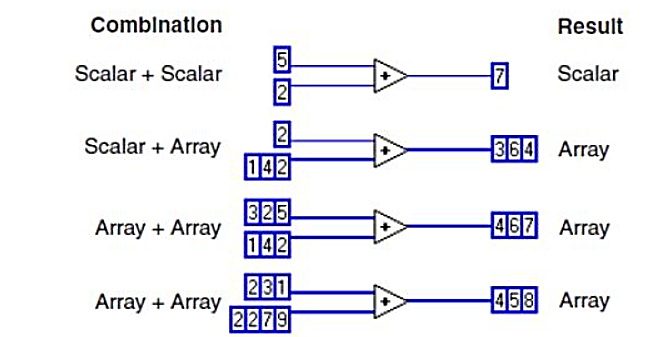 Combination Result
Scalar + Scalar 5 2 + 7 Scalar
Scalar + Array 2 1 4 2 + 3 6 4 Array
Array + Array 3 2 5 1 4 2 + 4 6 7 Array
Array + Array 2 3 1 2 2 7 9 + 4 5 8 Array